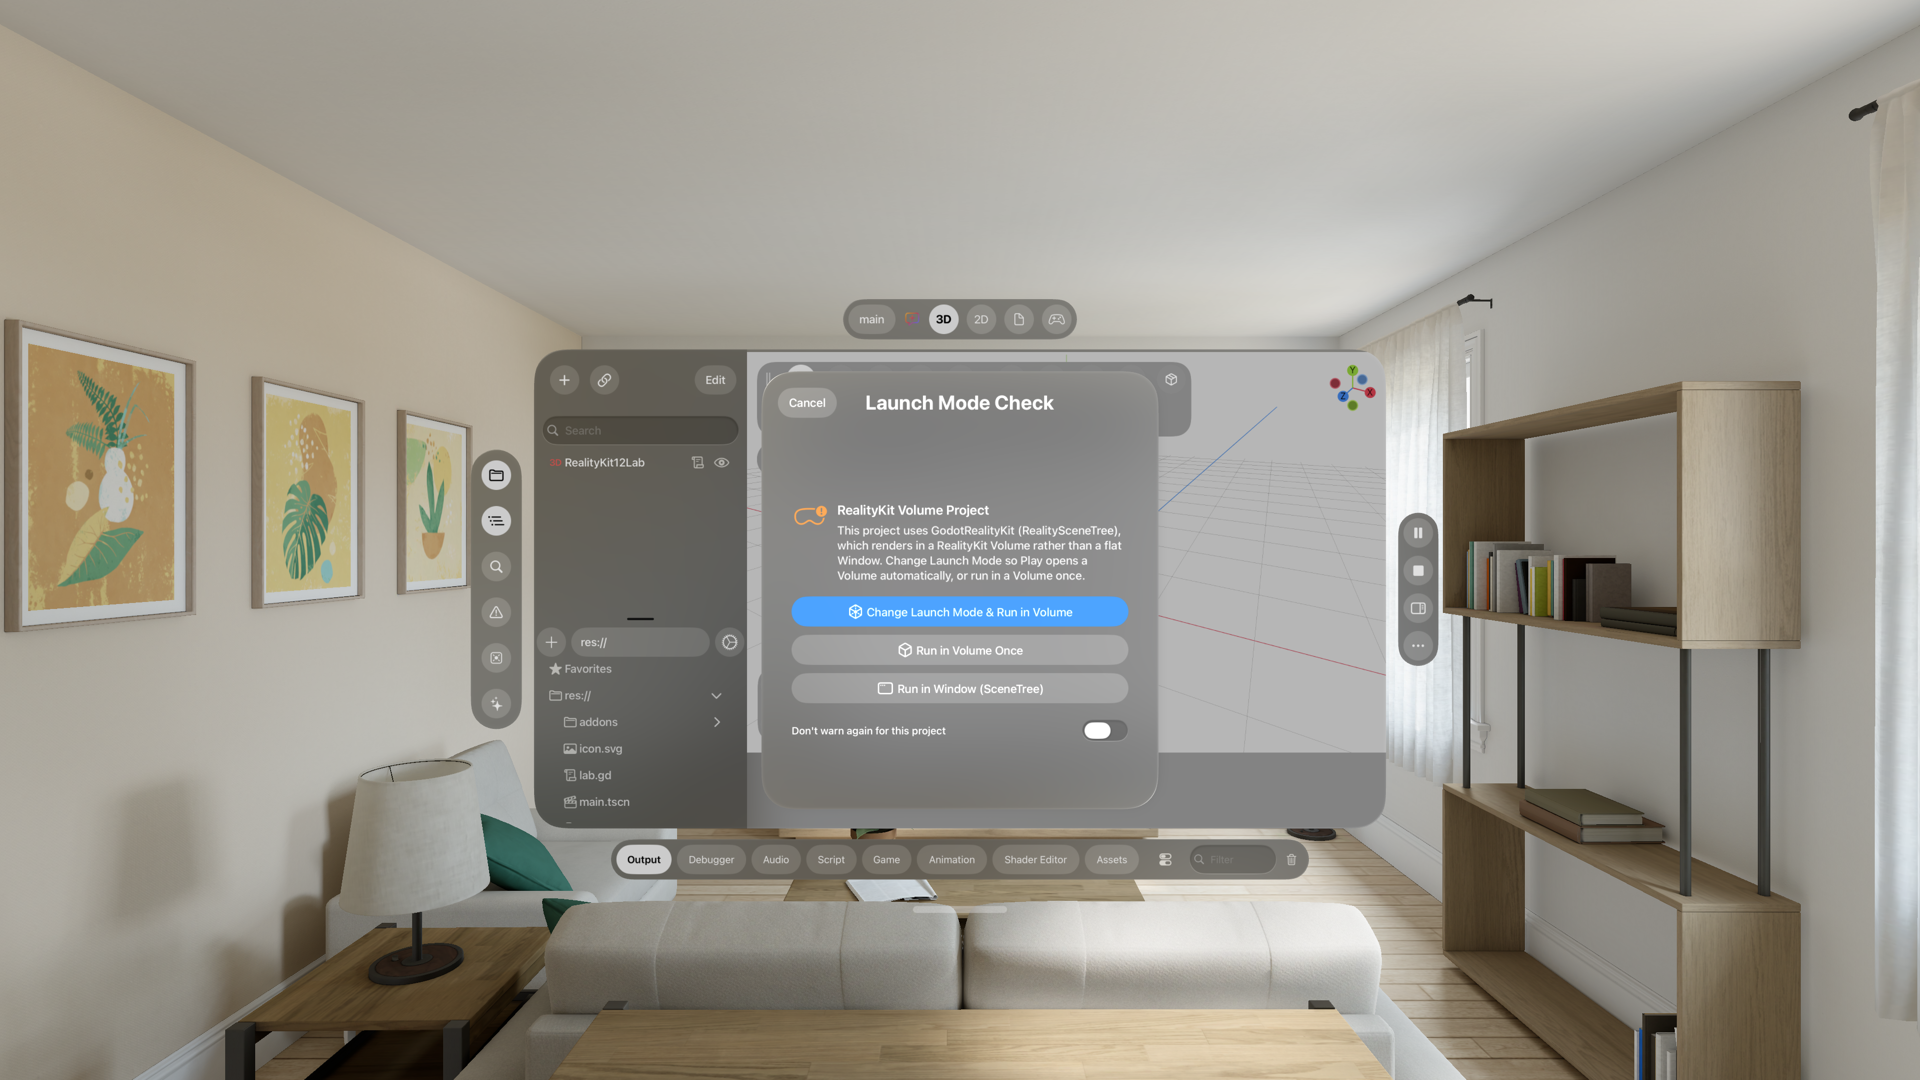 main
3D
2D
Edit
Search
3D RealityKit12Lab
res://
Favorites
res://
addons
icon.svg
lab.gd
main.tscn
Cancel
Launch Mode Check
RealityKit Volume Project
This project uses GodotRealityKit (RealitySceneTree),
which renders in a RealityKit Volume rather than a flat
Window. Change Launch Mode so Play opens a
Volume automatically, or run in a Volume once.
Change Launch Mode & Run in Volume
Run in Volume Once
Run in Window (SceneTree)
Don't warn again for this project
Y
X
Z
Output
Debugger
Audio
Script
Game
Animation
Shader Editor
Assets
Filter